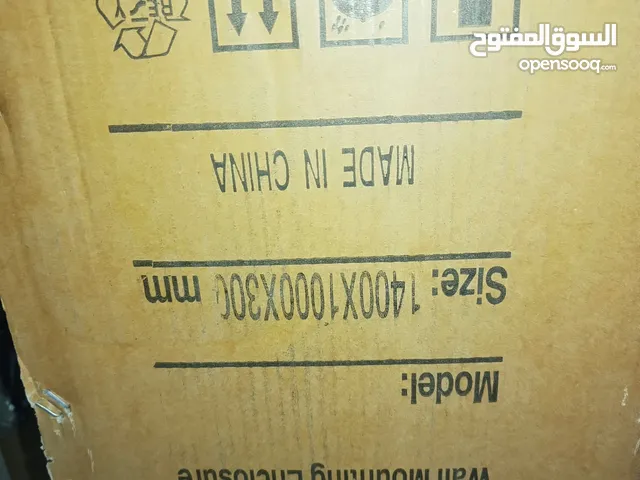 Wall Mounting Enclosure
Model:
Size: 1400X1000X300 mm
MADE IN CHINA
السوق المفتوح
opensooq.com